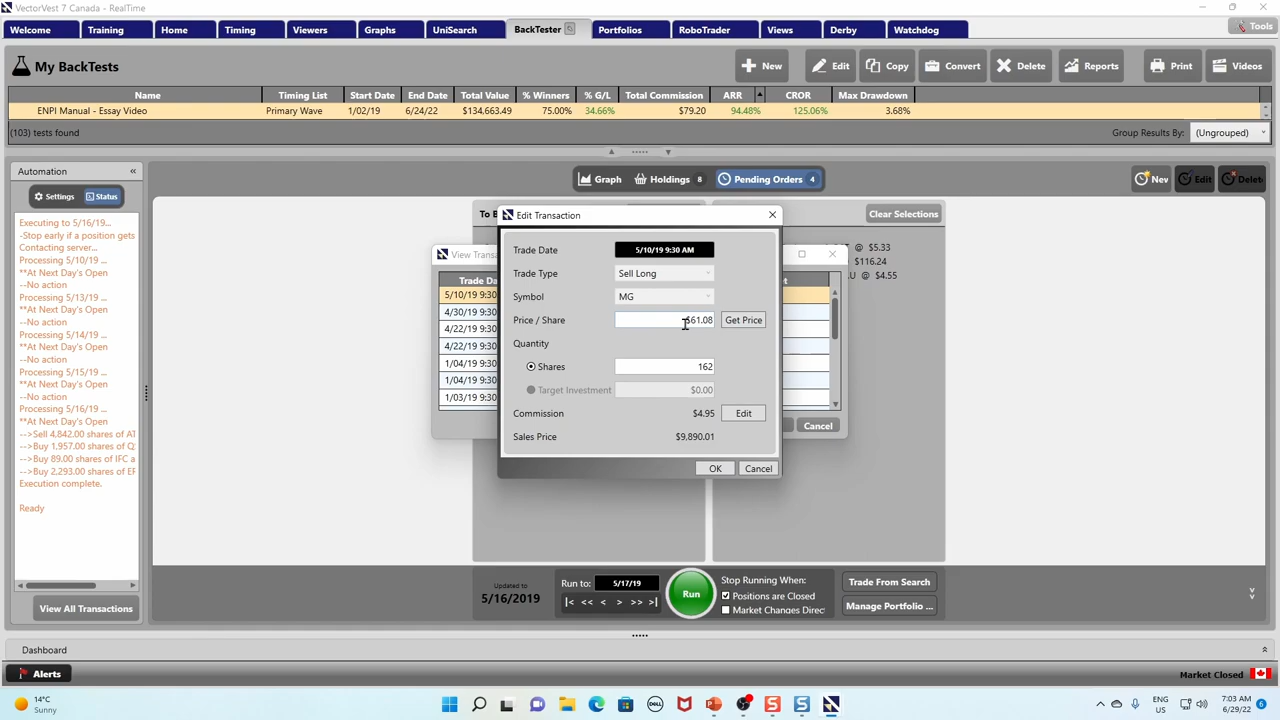 VectorVest 7 Canada - RealTime
Welcome Training Home Timing Viewers Graphs UniSearch BackTester Portfolios RoboTrader Views Derby Watchdog Tools
My BackTests New Edit Copy Convert Delete Reports Print Videos
Name Timing List Start Date End Date Total Value % Winners % G/L Total Commission ARR CROR Max Drawdown
ENPI Manual - Essay Video Primary Wave 1/02/19 6/24/22 $134,663.49 75.00% 34.66% $79.20 94.48% 125.06% 3.68%
(103) tests found Group Results By: (Ungrouped)
Automation «
Settings Status
Executing to 5/16/19...
-Stop early if a position gets
Contacting server...
Processing 5/10/19...
**At Next Day's Open
--No action
Processing 5/13/19...
**At Next Day's Open
--No action
Processing 5/14/19...
**At Next Day's Open
--No action
Processing 5/15/19...
**At Next Day's Open
--No action
Processing 5/16/19...
**At Next Day's Open
-->Sell 4,842.00 shares of AT
-->Buy 1,957.00 shares of Q
-->Buy 89.00 shares of IFC a
-->Buy 2,293.00 shares of EF
Execution complete.
Ready
View All Transactions
Graph Holdings 8 Pending Orders 4 New Edit Delete
To B Clear Selections
@ $5.33
$116.24
U @ $4.55
View Transa
Trade Da
5/10/19 9:30
4/30/19 9:30
4/22/19 9:30
4/22/19 9:30
1/04/19 9:30
1/04/19 9:30
1/03/19 9:30
Cancel
Edit Transaction
Trade Date 5/10/19 9:30 AM
Trade Type Sell Long
Symbol MG
Price / Share $61.08 Get Price
Quantity
Shares 162
Target Investment $0.00
Commission $4.95 Edit
Sales Price $9,890.01
OK Cancel
Updated to
5/16/2019
Run to: 5/17/19
|< << < > >> >|
Run
Stop Running When:
Positions are Closed
Market Changes Direc
Trade From Search
Manage Portfolio ...
Dashboard
Alerts Market Closed
14°C
Sunny
ENG
US
7:03 AM
6/29/22
6